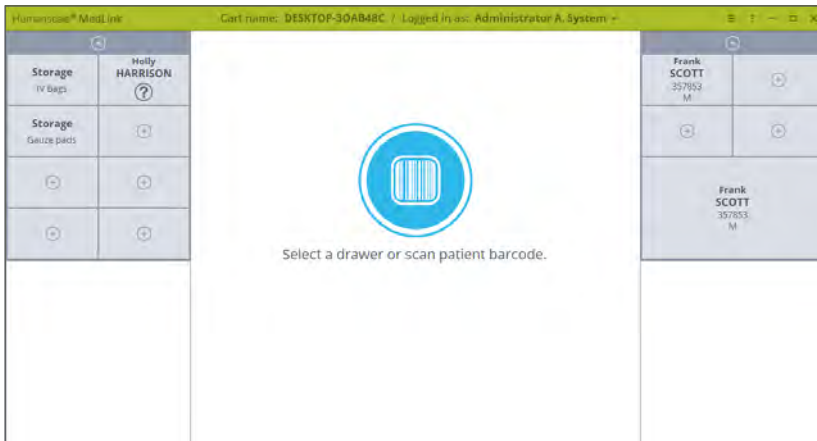 Humanscale® MedLink
Cart name: DESKTOP-3OAB48C / Logged in as: Administratur A. System
Storage
IV Bags
Holly
HARRISON
?
Storage
Gauze pads
Select a drawer or scan patient barcode.
Frank
SCOTT
357853
M
Frank
SCOTT
357853
M